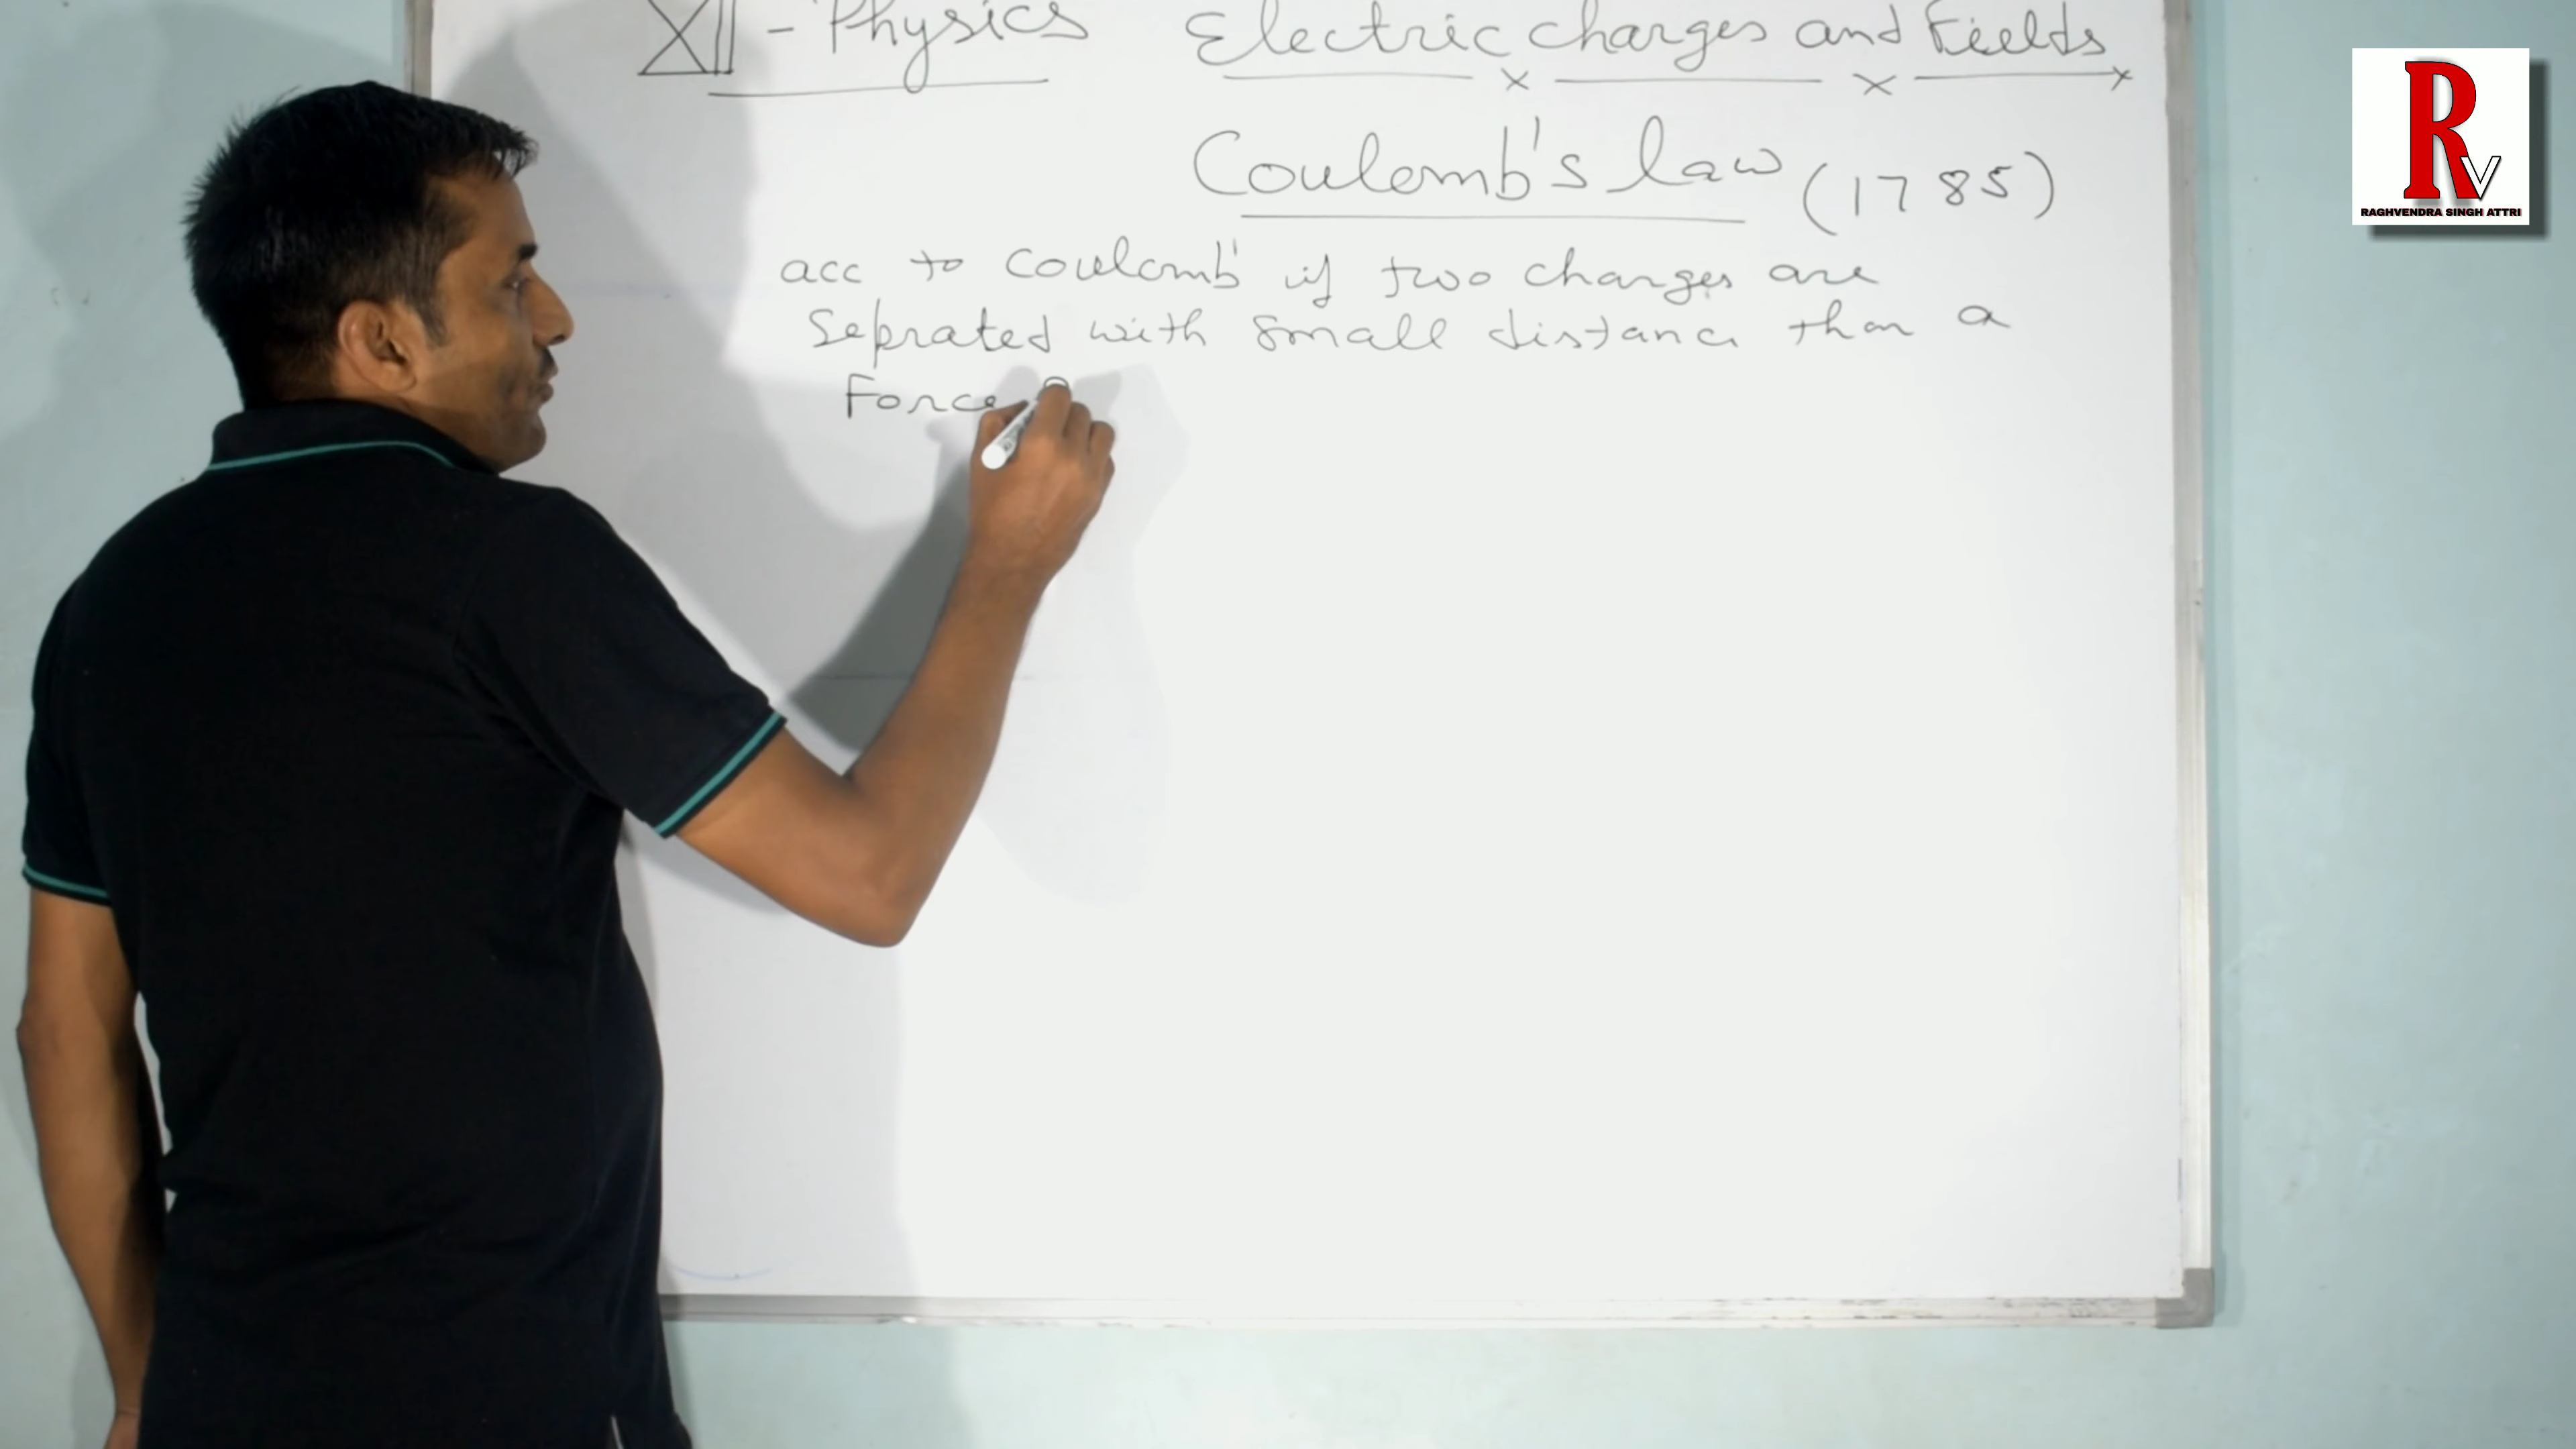 XII - Physics Electric charges and Fields
Coulomb's law (1785)
acc to Coulomb' if two charges are
Seprated with small distance than a
Force
RV
RAGHVENDRA SINGH ATTRI